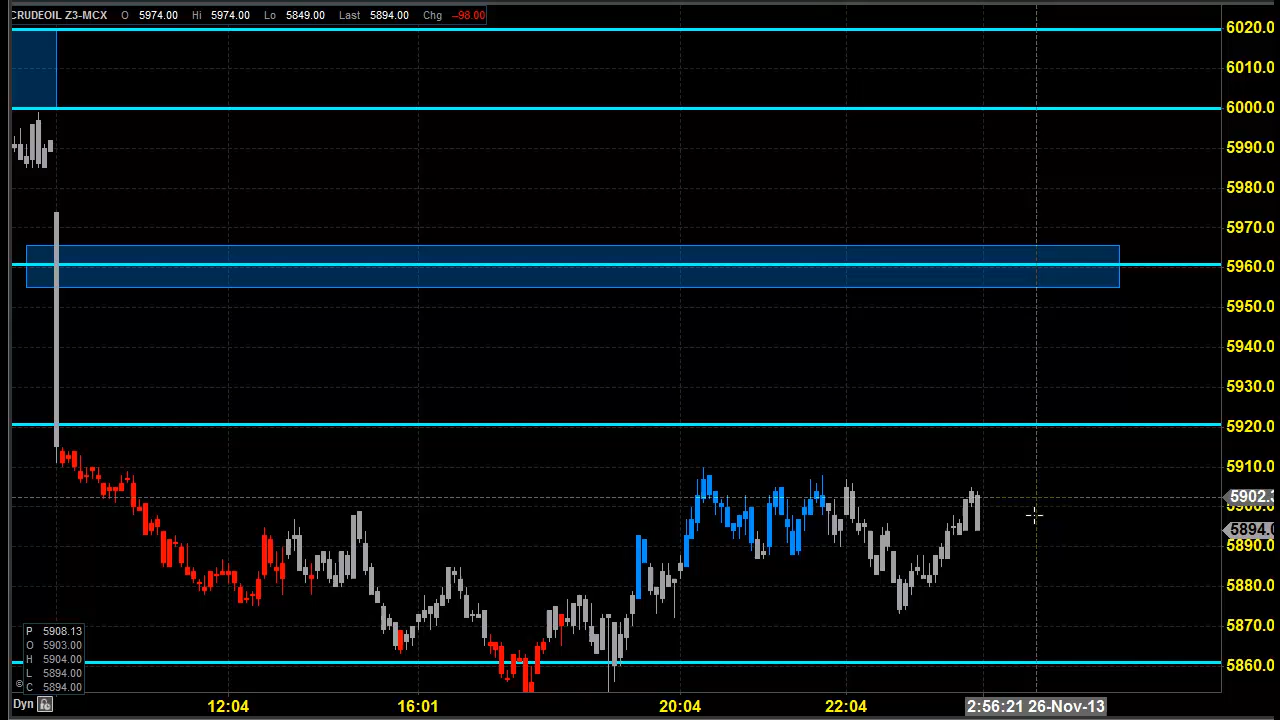 CRUDEOIL Z3-MCX O 5974.00 Hi 5974.00 Lo 5849.00 Last 5894.00 Chg –98.00
6020.0
6010.0
6000.0
5990.0
5980.0
5970.0
5960.0
5950.0
5940.0
5930.0
5920.0
5910.0
5902.
5900.0
5894.0
5890.0
5880.0
5870.0
5860.0
P 5908.13
O 5903.00
H 5904.00
L 5894.00
C 5894.00
©
Dyn
12:04 16:01 20:04 22:04 2:56:21 26-Nov-13